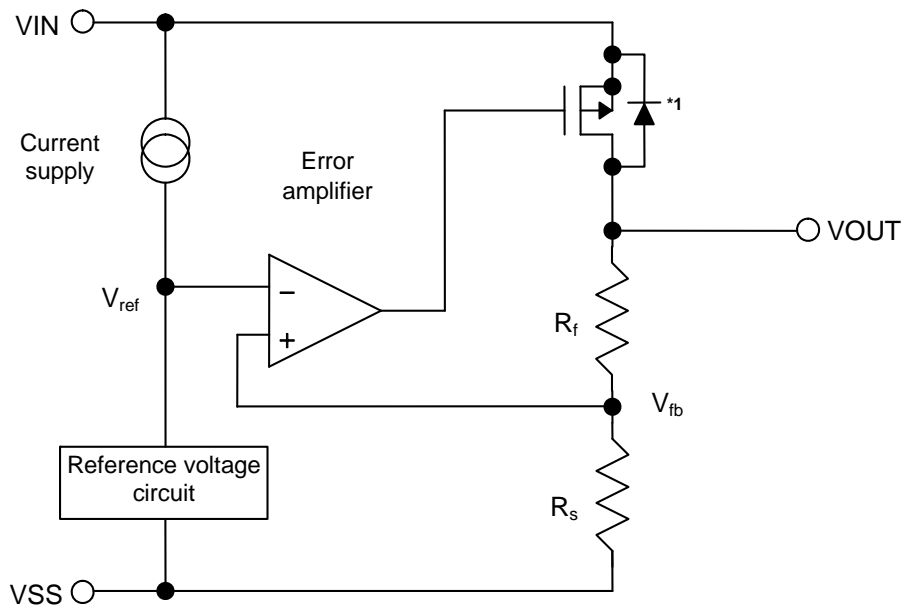 VIN
*1
Current
supply
Error
amplifier
VOUT
Vref
−
+
Rf
Vfb
Reference voltage
circuit
Rs
VSS